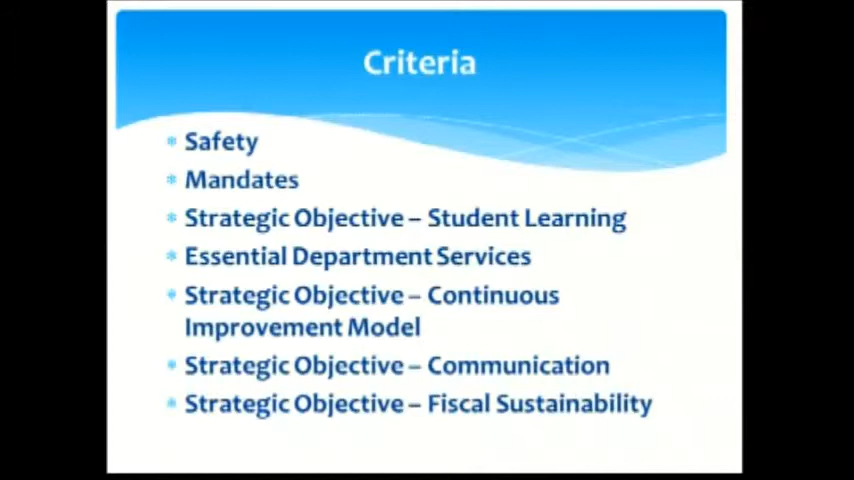 Criteria
Safety
Mandates
Strategic Objective – Student Learning
Essential Department Services
Strategic Objective – Continuous
Improvement Model
Strategic Objective – Communication
Strategic Objective – Fiscal Sustainability